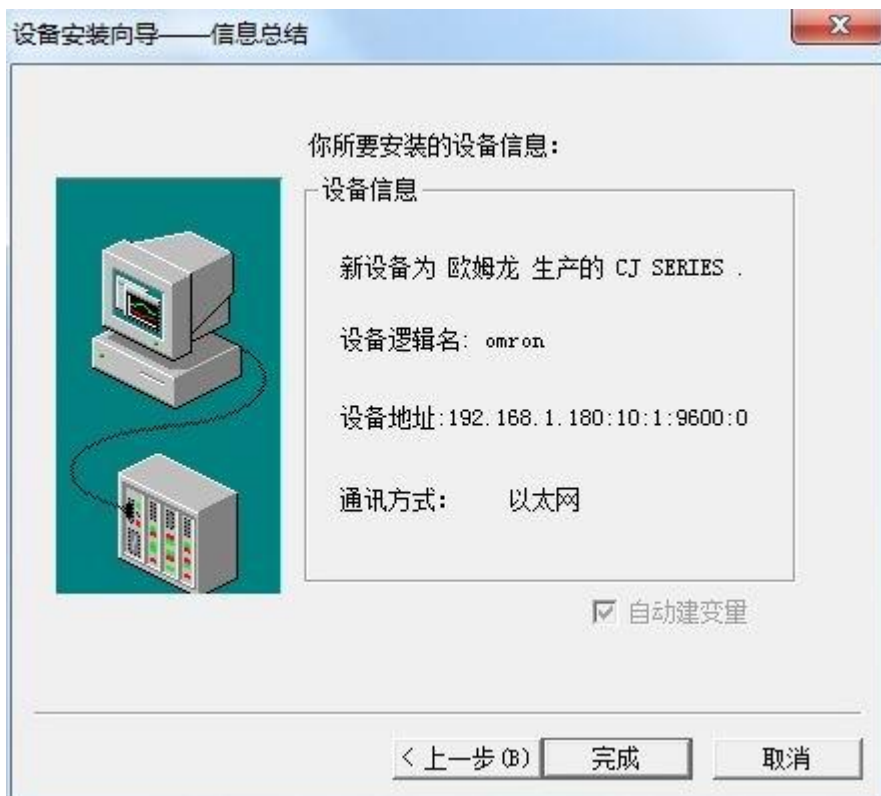 设备安装向导——信息总结
你所要安装的设备信息：
设备信息
新设备为 欧姆龙 生产的 CJ SERIES .
设备逻辑名: omron
设备地址:192.168.1.180:10:1:9600:0
通讯方式： 以太网
自动建变量
<上一步(B)
完成
取消